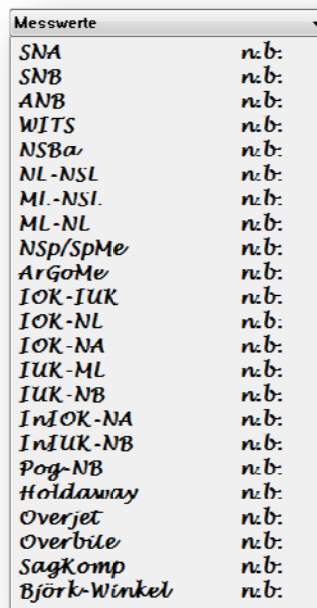 Messwerte
SNA n.b.
SNB n.b.
ANB n.b.
WITS n.b.
NSBa n.b.
NL-NSL n.b.
ML-NSL n.b.
ML-NL n.b.
NSp/SpMe n.b.
ArGoMe n.b.
IOK-IUK n.b.
IOK-NL n.b.
IOK-NA n.b.
IUK-ML n.b.
IUK-NB n.b.
InIOK-NA n.b.
InIUK-NB n.b.
Pog-NB n.b.
Holdaway n.b.
Overjet n.b.
Overbite n.b.
SagKomp n.b.
Björk-Winkel n.b.